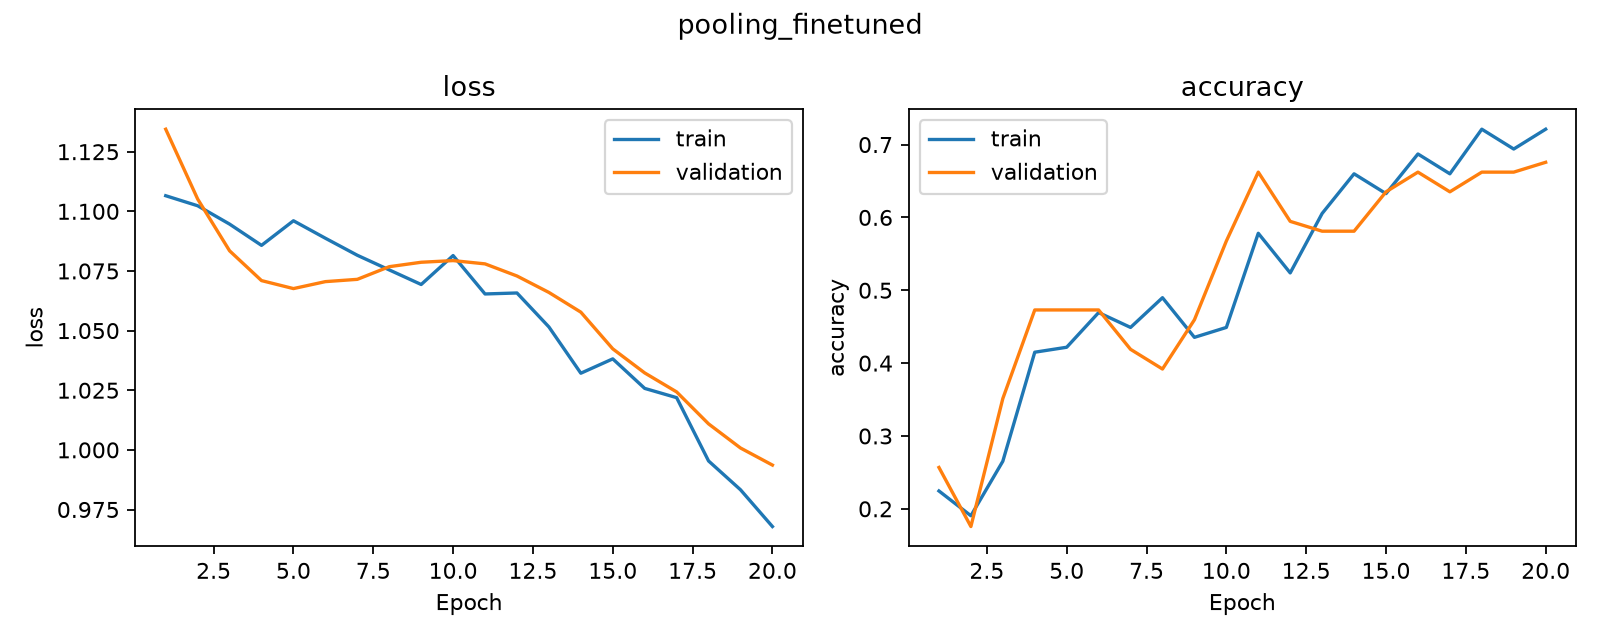 pooling_finetuned
loss
train
validation
1.125
1.100
1.075
1.050
1.025
1.000
0.975
loss
2.5 5.0 7.5 10.0 12.5 15.0 17.5 20.0
Epoch
accuracy
train
validation
0.7
0.6
0.5
0.4
0.3
0.2
accuracy
2.5 5.0 7.5 10.0 12.5 15.0 17.5 20.0
Epoch